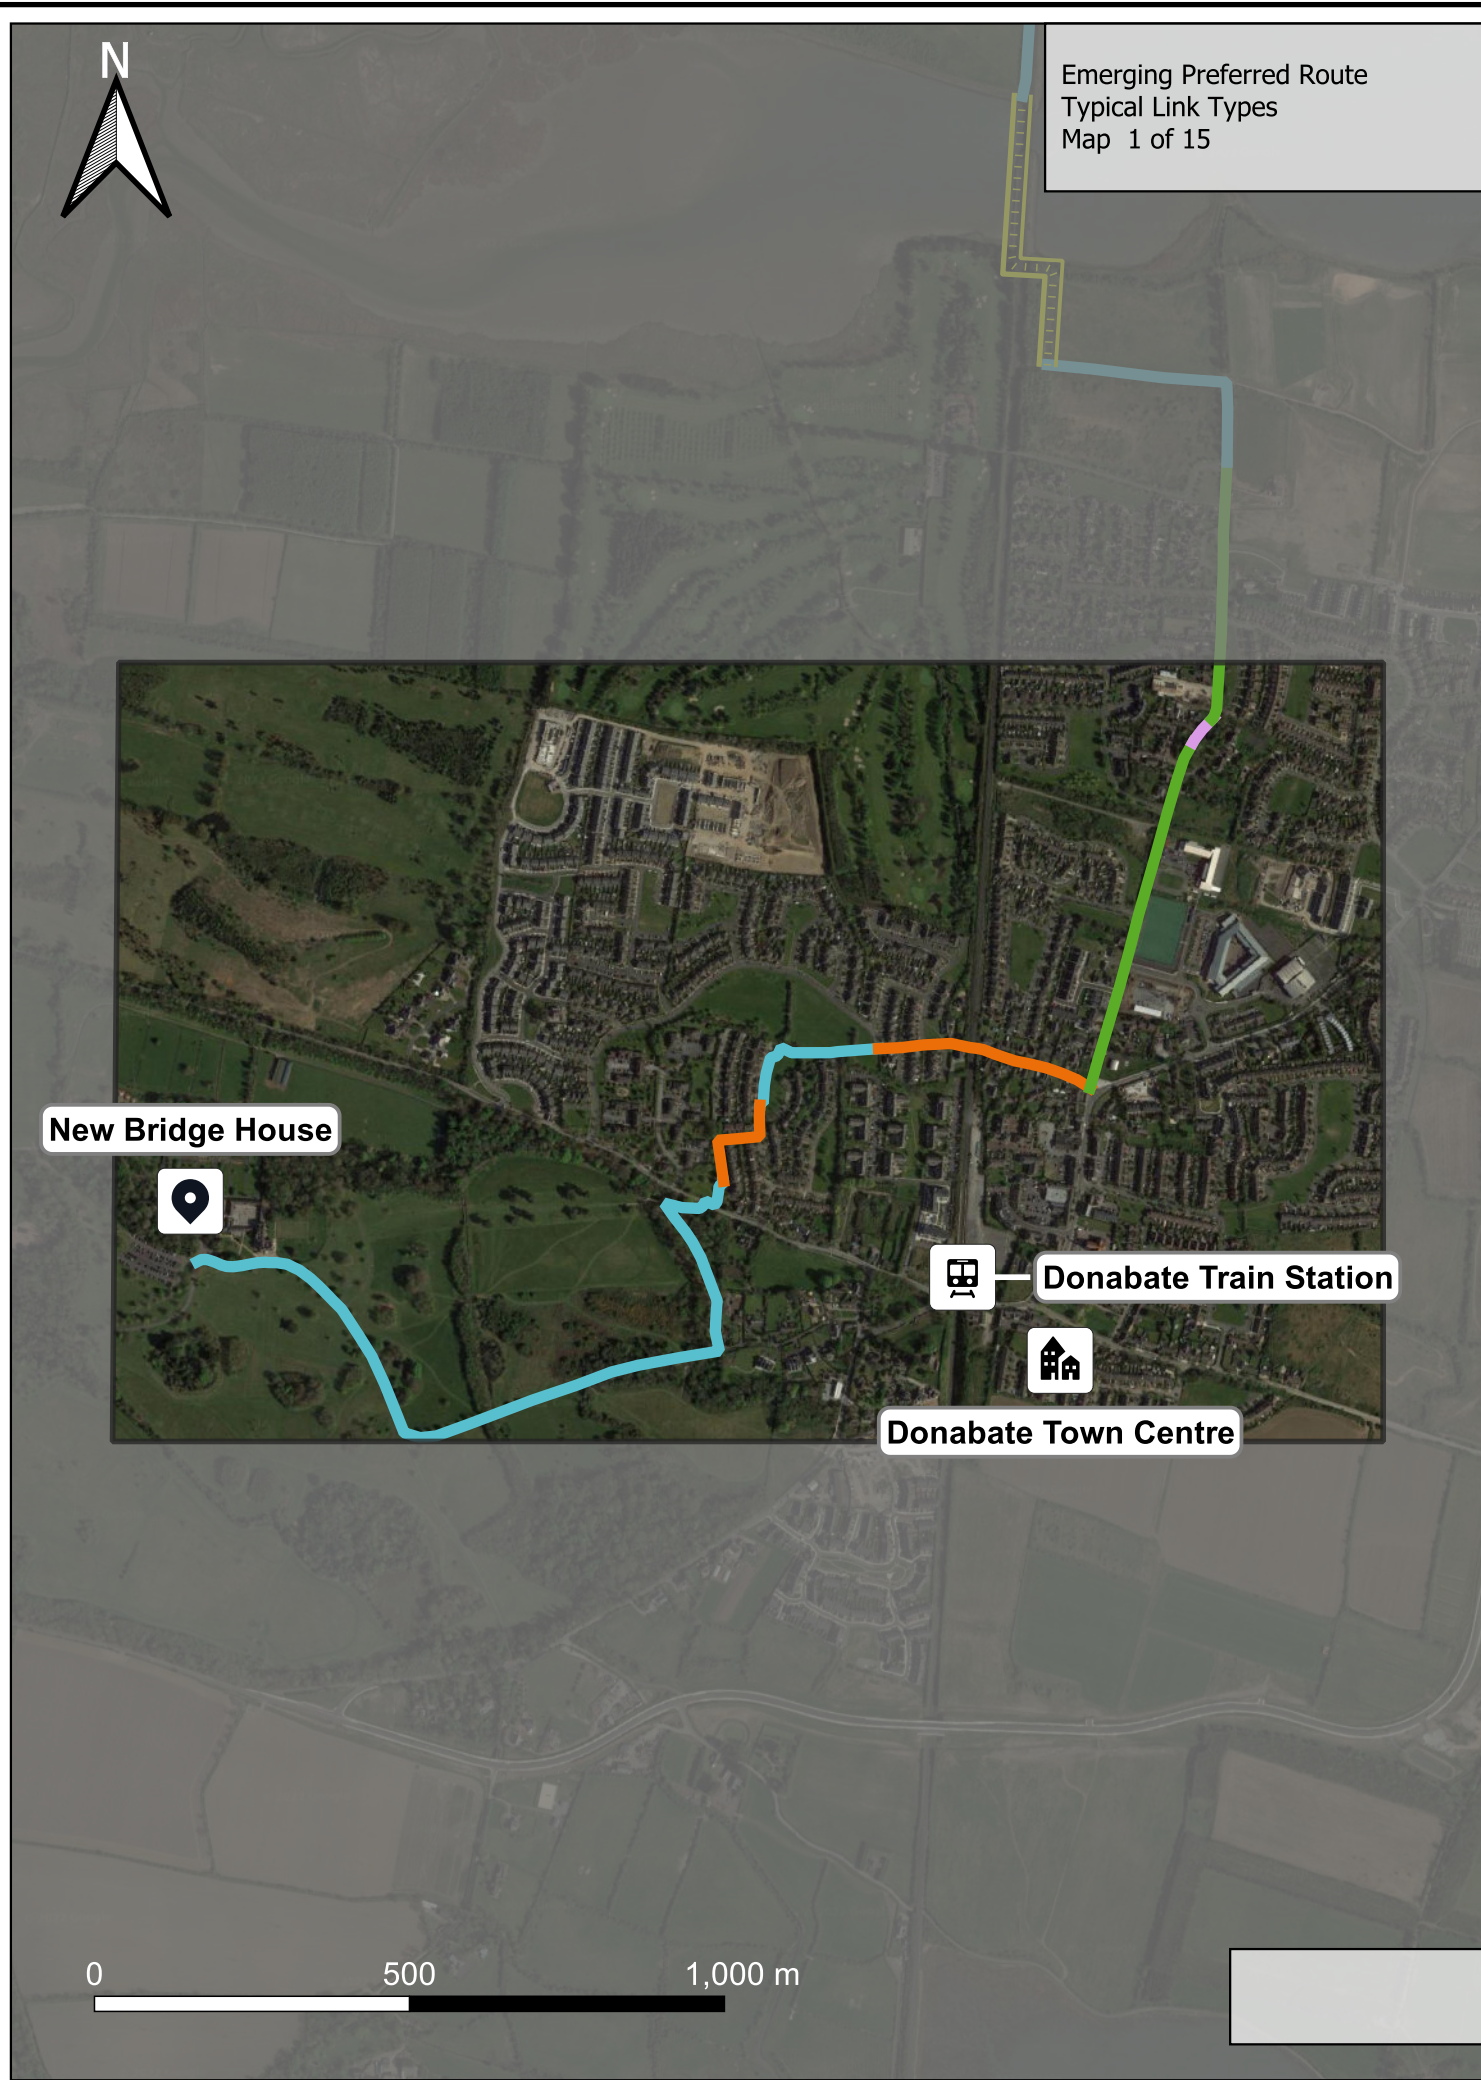 N
Emerging Preferred Route
Typical Link Types
Map 1 of 15
New Bridge House
Donabate Train Station
Donabate Town Centre
0 500 1,000 m